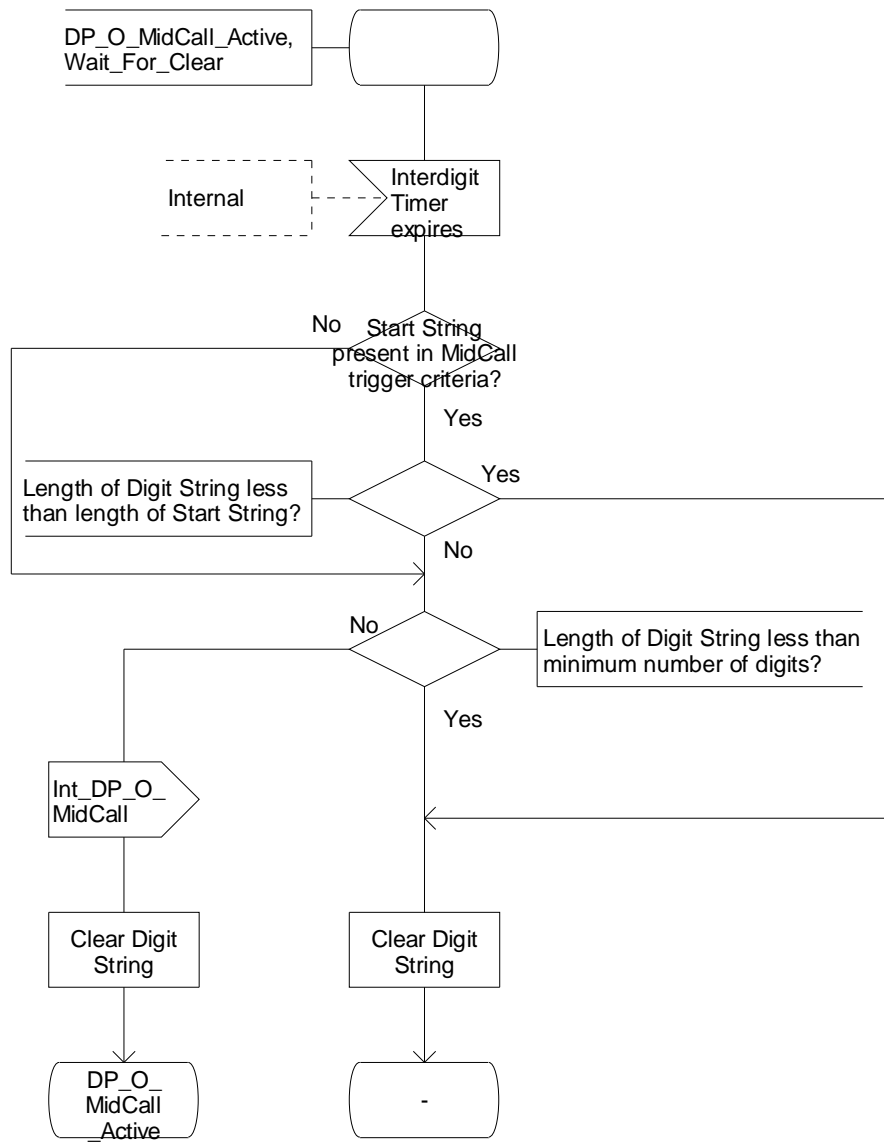 DP_O_MidCall_Active,
Wait_For_Clear
Internal
Interdigit
Timer
expires
No
Start String
present in MidCall
trigger criteria?
Yes
Length of Digit String less
than length of Start String?
Yes
No
No
Length of Digit String less than
minimum number of digits?
Yes
Int_DP_O_
MidCall
Clear Digit
String
Clear Digit
String
DP_O_
MidCall
_Active
-